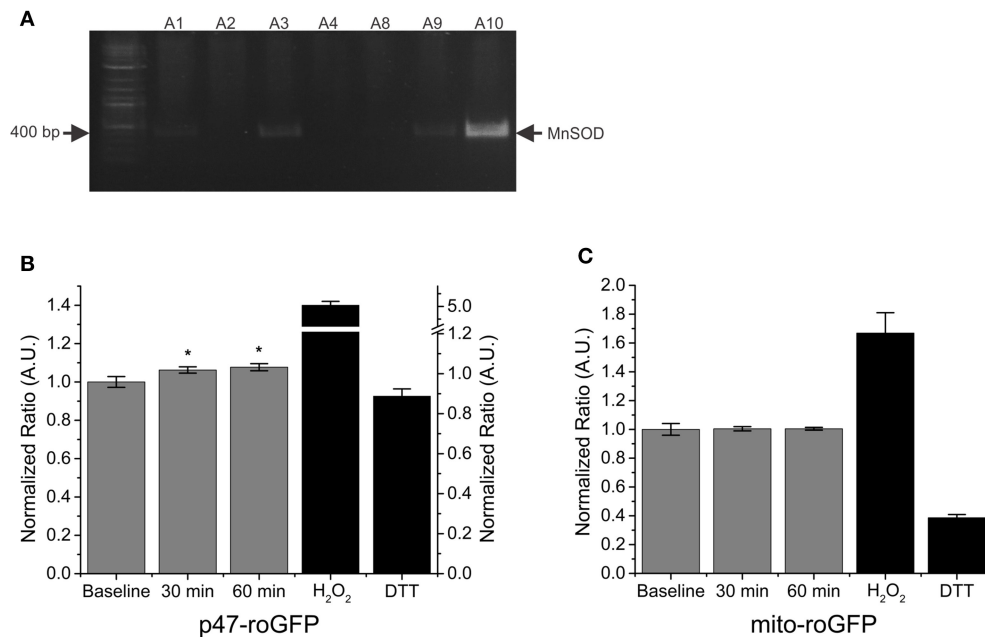 A
A1 A2 A3 A4 A8 A9 A10
400 bp
MnSOD
B
Normalized Ratio (A.U.)
1.4
1.2
1.0
0.8
0.6
0.4
0.2
0.0
5.0
1.2
1.0
0.8
0.6
0.4
0.2
0.0
Normalized Ratio (A.U.)
* *
Baseline 30 min 60 min H₂O₂ DTT
p47-roGFP
C
Normalized Ratio (A.U.)
2.0
1.8
1.6
1.4
1.2
1.0
0.8
0.6
0.4
0.2
0.0
Baseline 30 min 60 min H₂O₂ DTT
mito-roGFP